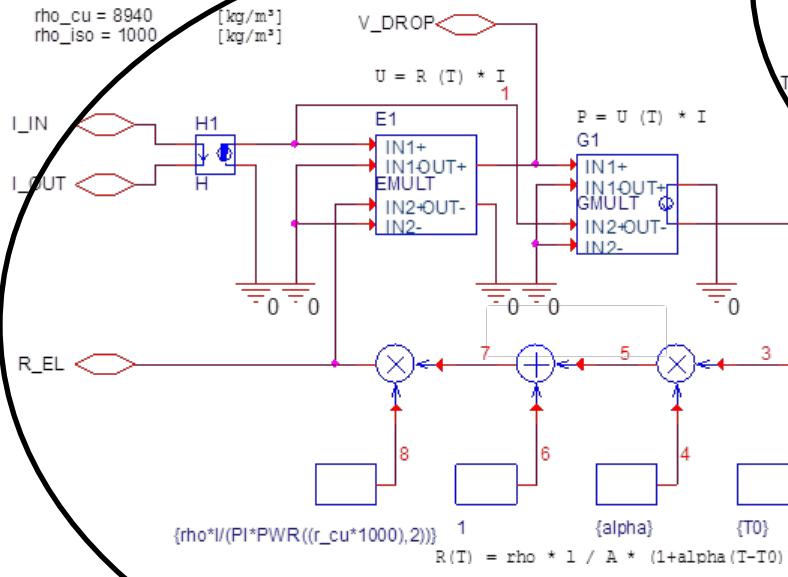 rho_cu = 8940 [kg/m³]
rho_iso = 1000 [kg/m³]
V_DROP
U = R (T) * I
1
I_IN
H1
E1
P = U (T) * I
G1
T
IN1+
IN1-OUT+
EMULT
IN2+OUT-
IN2-
I_OUT
H
IN1+
IN1-OUT+
GMULT
IN2+OUT-
IN2-
0 0 0 0 0
R_EL
7
5
3
8
6
4
{rho*l/(PI*PWR((r_cu*1000),2))}
1
{alpha}
{T0}
R(T) = rho * l / A * (1+alpha(T-T0)